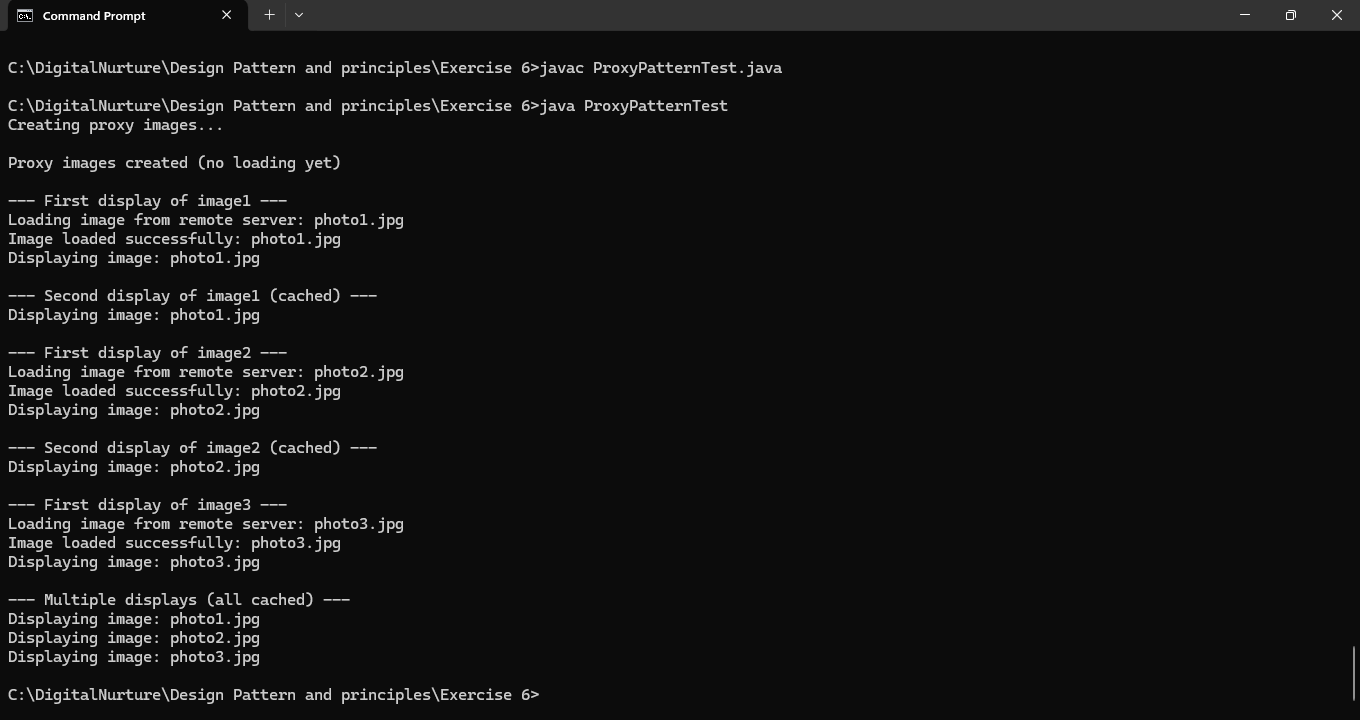 Command Prompt
C:\DigitalNurture\Design Pattern and principles\Exercise 6>javac ProxyPatternTest.java
C:\DigitalNurture\Design Pattern and principles\Exercise 6>java ProxyPatternTest
Creating proxy images...
Proxy images created (no loading yet)
--- First display of image1 ---
Loading image from remote server: photo1.jpg
Image loaded successfully: photo1.jpg
Displaying image: photo1.jpg
--- Second display of image1 (cached) ---
Displaying image: photo1.jpg
--- First display of image2 ---
Loading image from remote server: photo2.jpg
Image loaded successfully: photo2.jpg
Displaying image: photo2.jpg
--- Second display of image2 (cached) ---
Displaying image: photo2.jpg
--- First display of image3 ---
Loading image from remote server: photo3.jpg
Image loaded successfully: photo3.jpg
Displaying image: photo3.jpg
--- Multiple displays (all cached) ---
Displaying image: photo1.jpg
Displaying image: photo2.jpg
Displaying image: photo3.jpg
C:\DigitalNurture\Design Pattern and principles\Exercise 6>